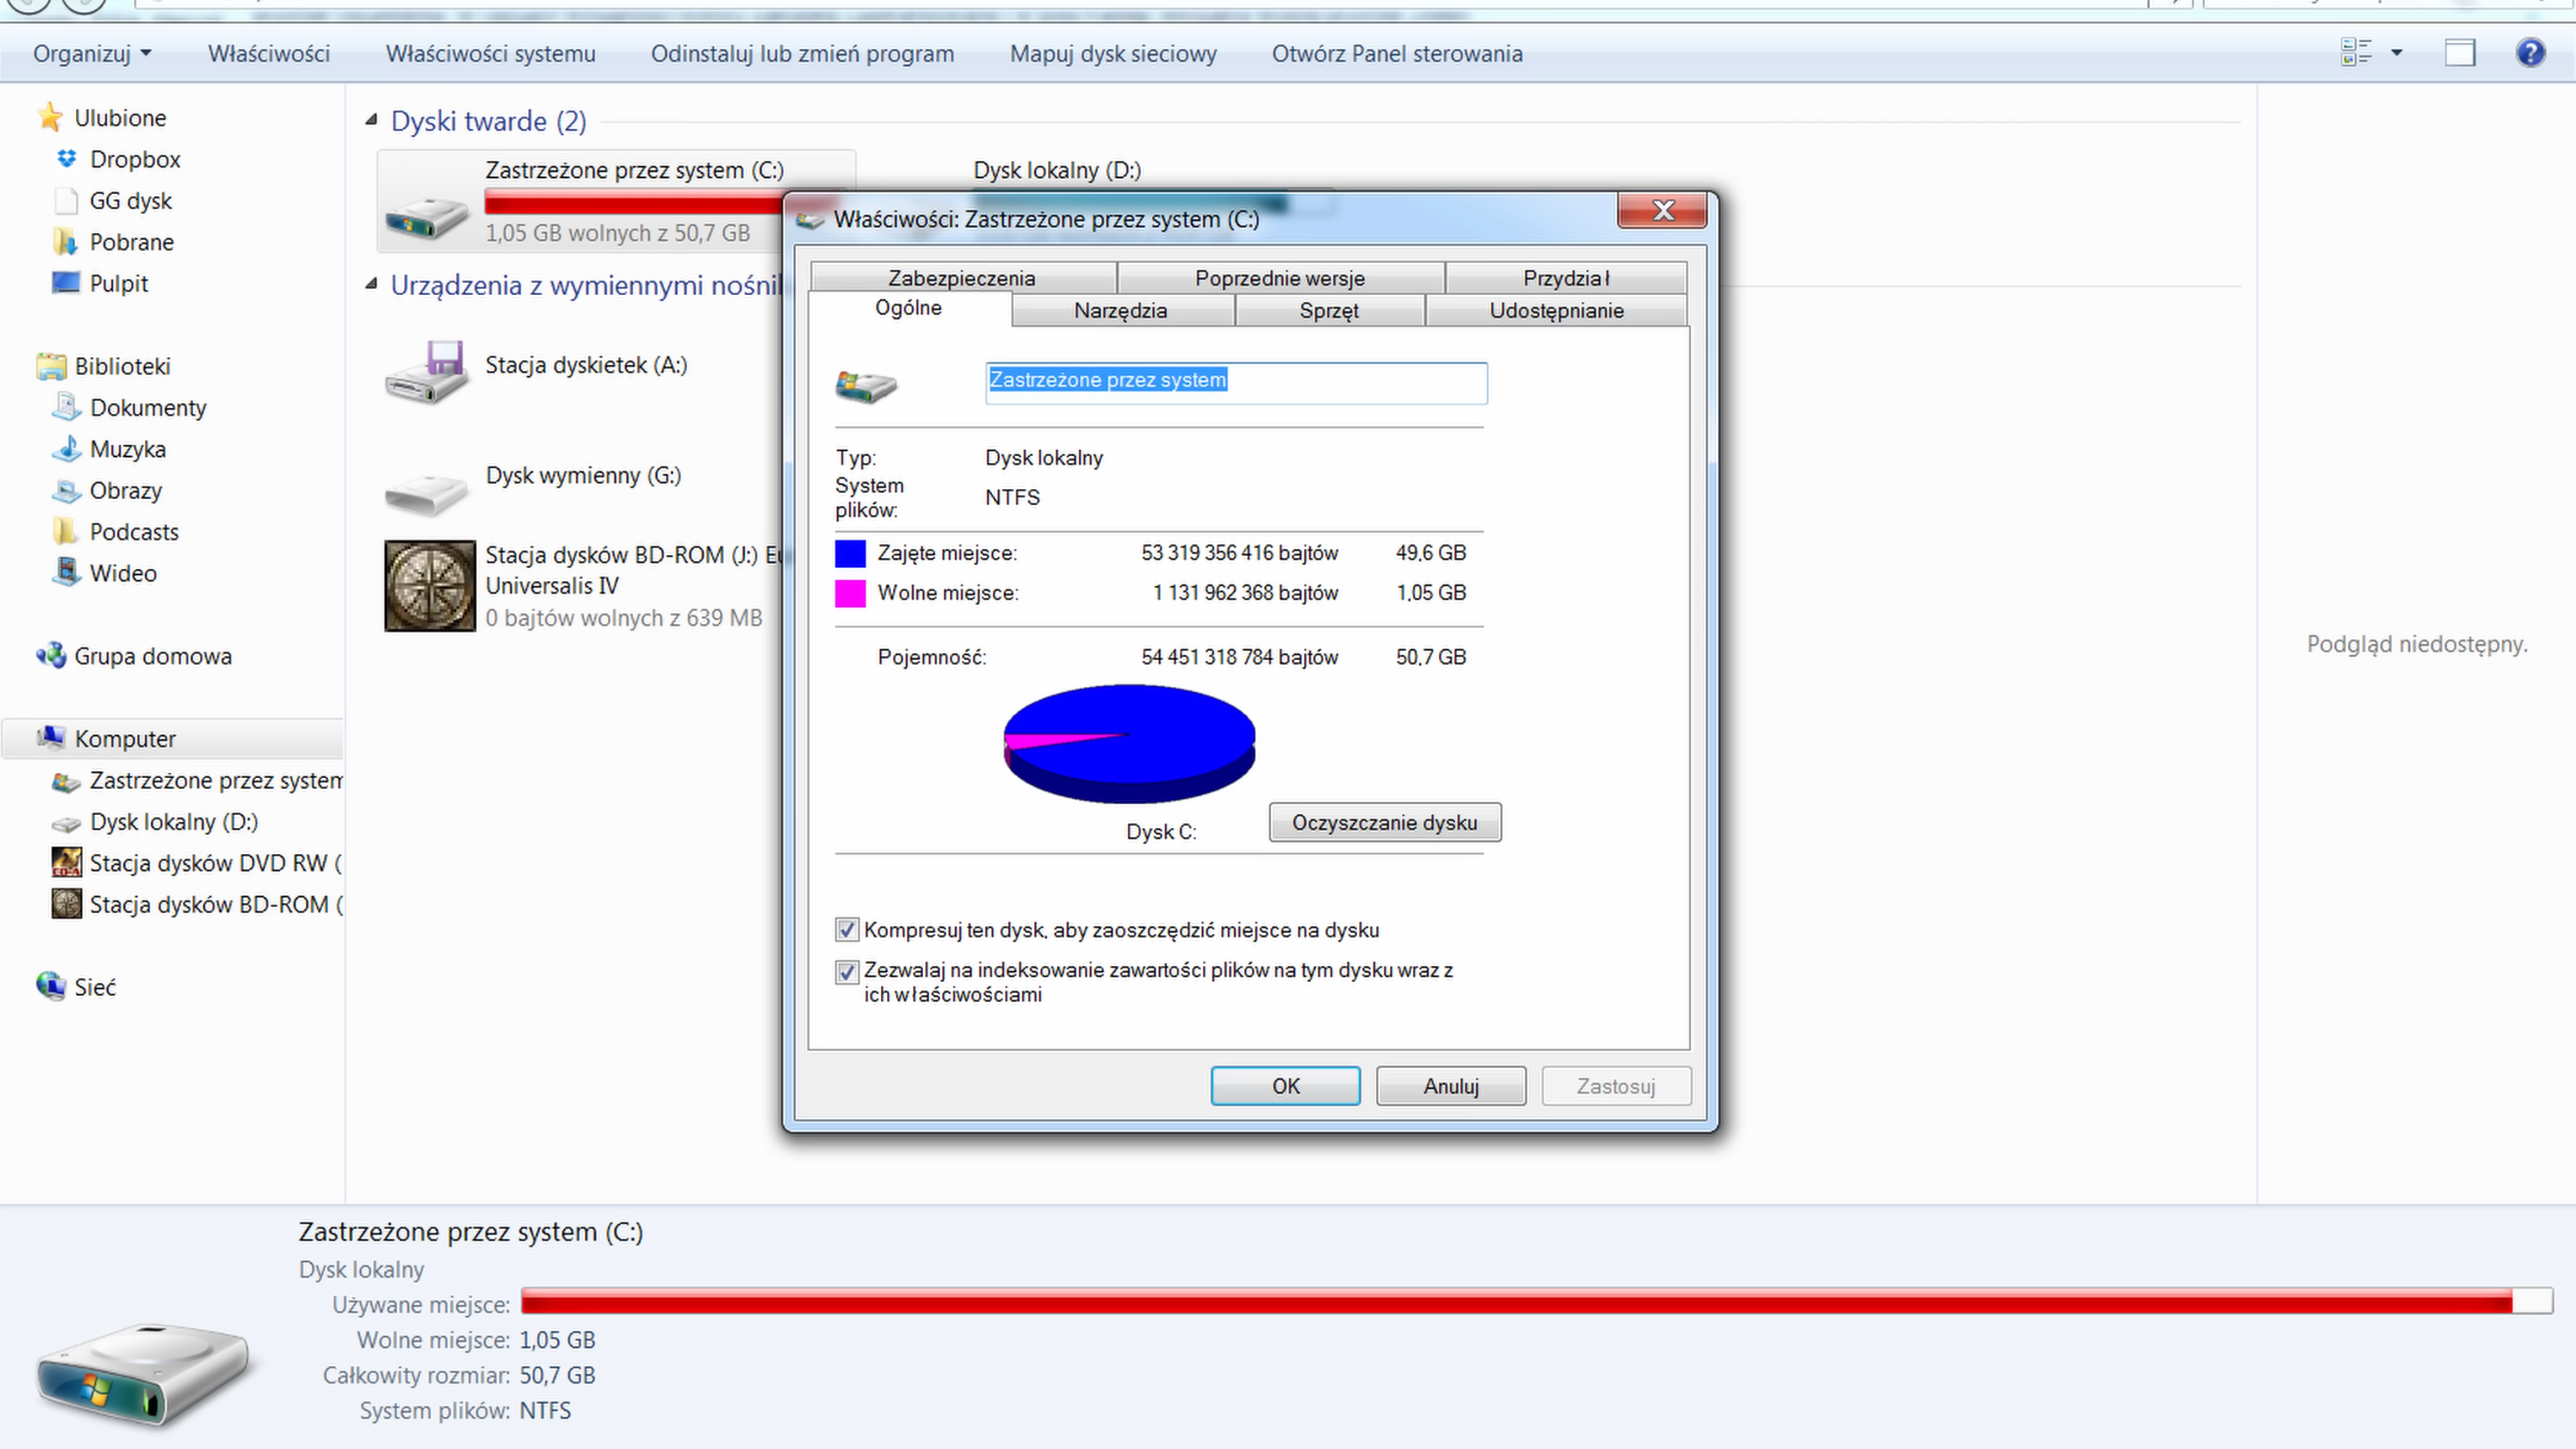 Organizuj
Właściwości
Właściwości systemu
Odinstaluj lub zmień program
Mapuj dysk sieciowy
Otwórz Panel sterowania
Ulubione
Dropbox
GG dysk
Pobrane
Pulpit
Biblioteki
Dokumenty
Muzyka
Obrazy
Podcasts
Wideo
Grupa domowa
Komputer
Zastrzeżone przez system
Dysk lokalny (D:)
Stacja dysków DVD RW (
Stacja dysków BD-ROM (
Sieć
Dyski twarde (2)
Zastrzeżone przez system (C:)
1,05 GB wolnych z 50,7 GB
Dysk lokalny (D:)
Urządzenia z wymiennymi nośnik
Stacja dyskietek (A:)
Dysk wymienny (G:)
Stacja dysków BD-ROM (J:) Eu
Universalis IV
0 bajtów wolnych z 639 MB
Właściwości: Zastrzeżone przez system (C:)
Zabezpieczenia
Poprzednie wersje
Przydział
Ogólne
Narzędzia
Sprzęt
Udostępnianie
Zastrzeżone przez system
Typ: Dysk lokalny
System
plików: NTFS
Zajęte miejsce: 53 319 356 416 bajtów 49,6 GB
Wolne miejsce: 1 131 962 368 bajtów 1,05 GB
Pojemność: 54 451 318 784 bajtów 50,7 GB
Dysk C:
Oczyszczanie dysku
Kompresuj ten dysk, aby zaoszczędzić miejsce na dysku
Zezwalaj na indeksowanie zawartości plików na tym dysku wraz z
ich właściwościami
OK
Anuluj
Zastosuj
Podgląd niedostępny.
Zastrzeżone przez system (C:)
Dysk lokalny
Używane miejsce:
Wolne miejsce: 1,05 GB
Całkowity rozmiar: 50,7 GB
System plików: NTFS